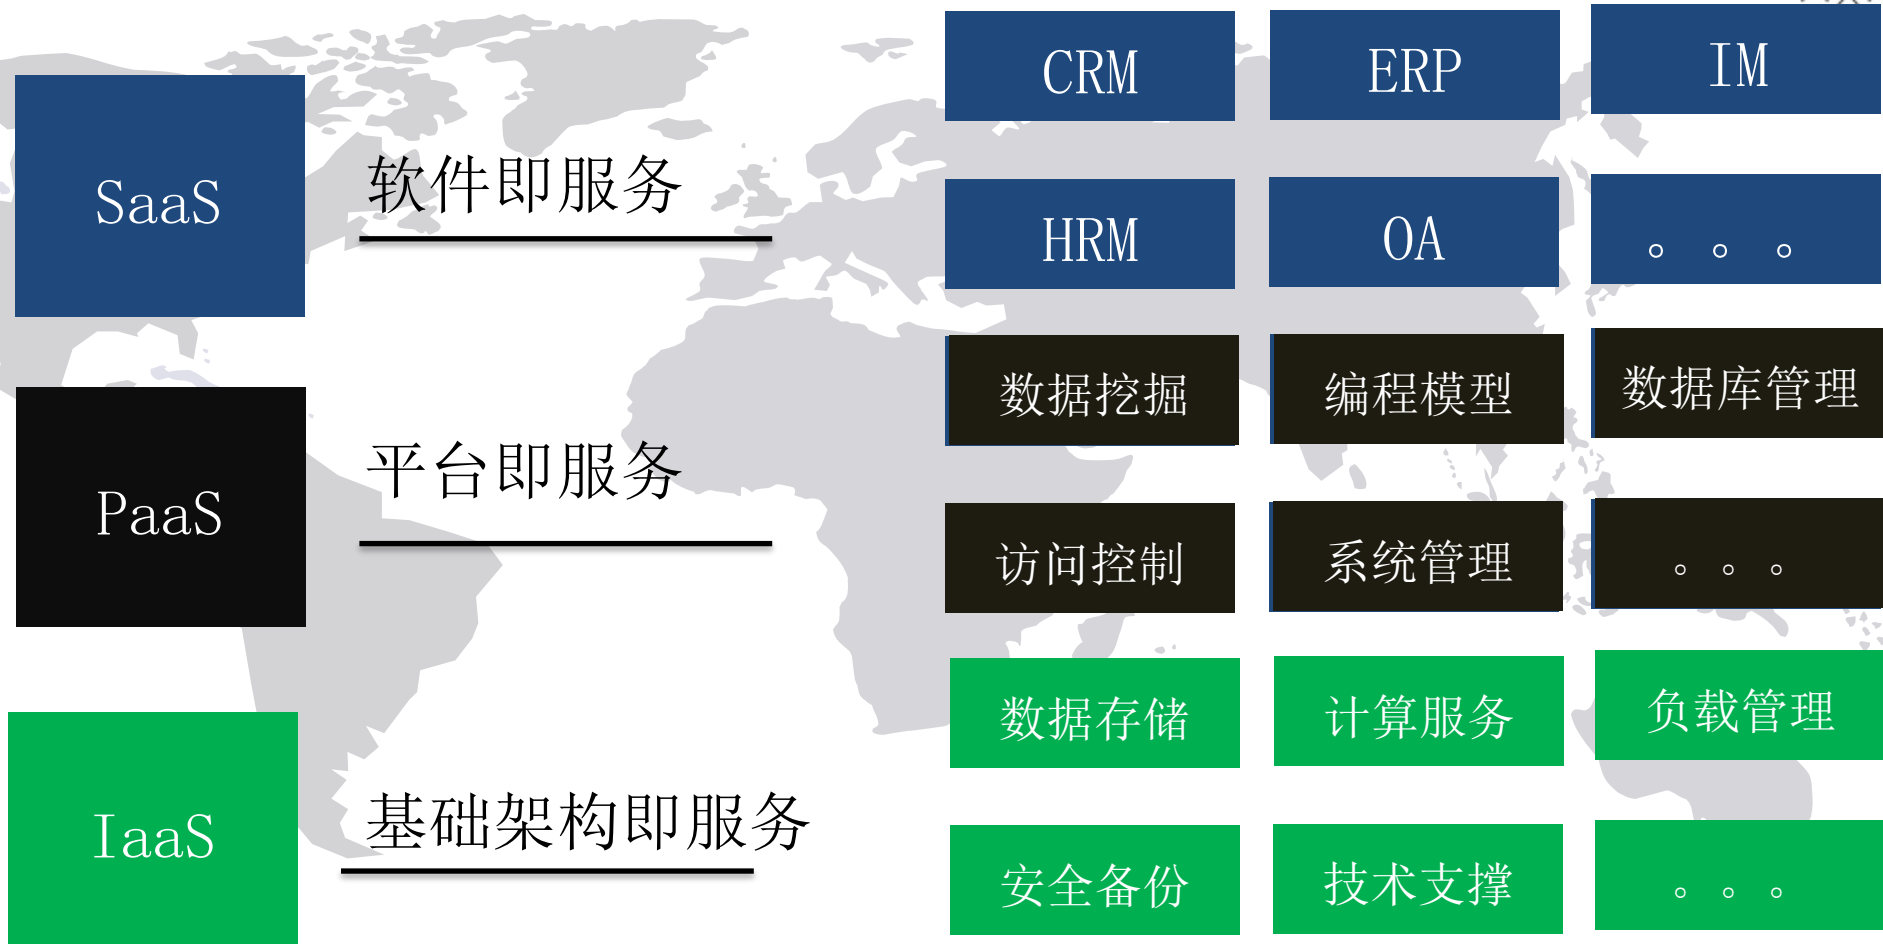 SaaS
软件即服务
CRM
ERP
IM
HRM
OA
。。。
PaaS
平台即服务
数据挖掘
编程模型
数据库管理
访问控制
系统管理
。。。
IaaS
基础架构即服务
数据存储
计算服务
负载管理
安全备份
技术支撑
。。。